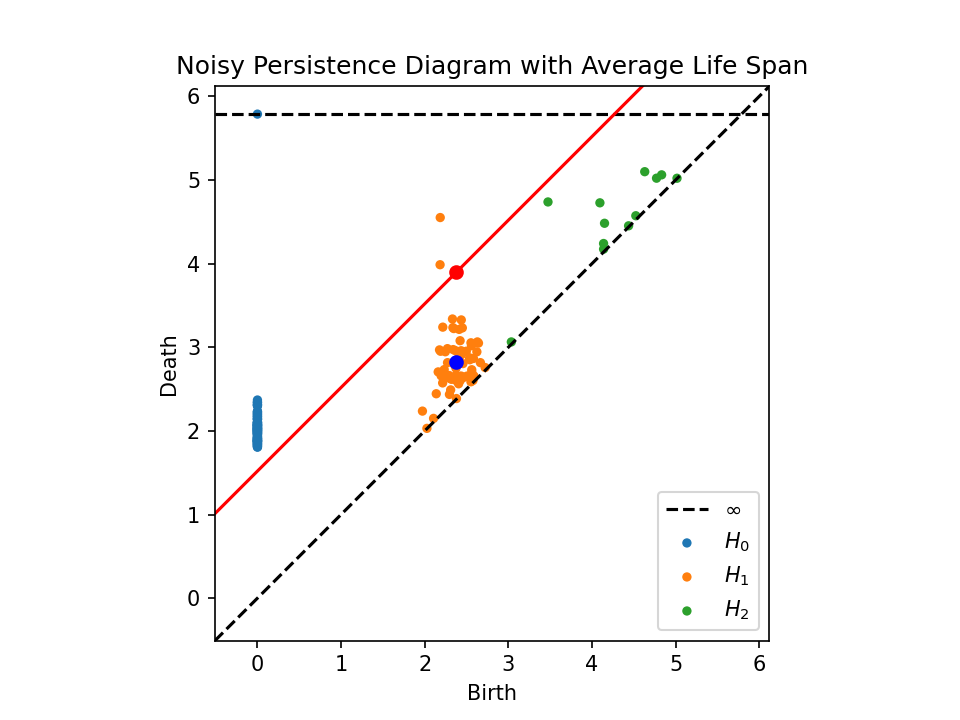 Noisy Persistence Diagram with Average Life Span
6
5
4
3
2
1
0
Death
0 1 2 3 4 5 6
Birth
∞
H₀
H₁
H₂